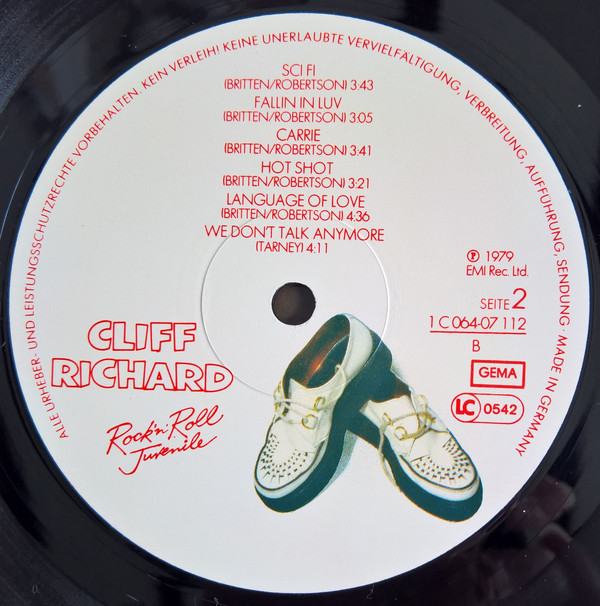 ALLE URHEBER- UND LEISTUNGSSCHUTZRECHTE VORBEHALTEN. KEIN VERLEIH! KEINE UNERLAUBTE VERVIELFÄLTIGUNG, VERBREITUNG, AUFFÜHRUNG, SENDUNG · MADE IN GERMANY
SCI FI
(BRITTEN/ROBERTSON) 3:43
FALLIN IN LUV
(BRITTEN/ROBERTSON) 3:05
CARRIE
(BRITTEN/ROBERTSON) 3:41
HOT SHOT
(BRITTEN/ROBERTSON) 3:21
LANGUAGE OF LOVE
(BRITTEN/ROBERTSON) 4:36
WE DON'T TALK ANYMORE
(TARNEY) 4:11
℗ 1979
EMI Rec. Ltd.
SEITE 2
1 C 064-07 112
B
GEMA
LC 0542
CLIFF
RICHARD
Rock'n'Roll
Juvenile